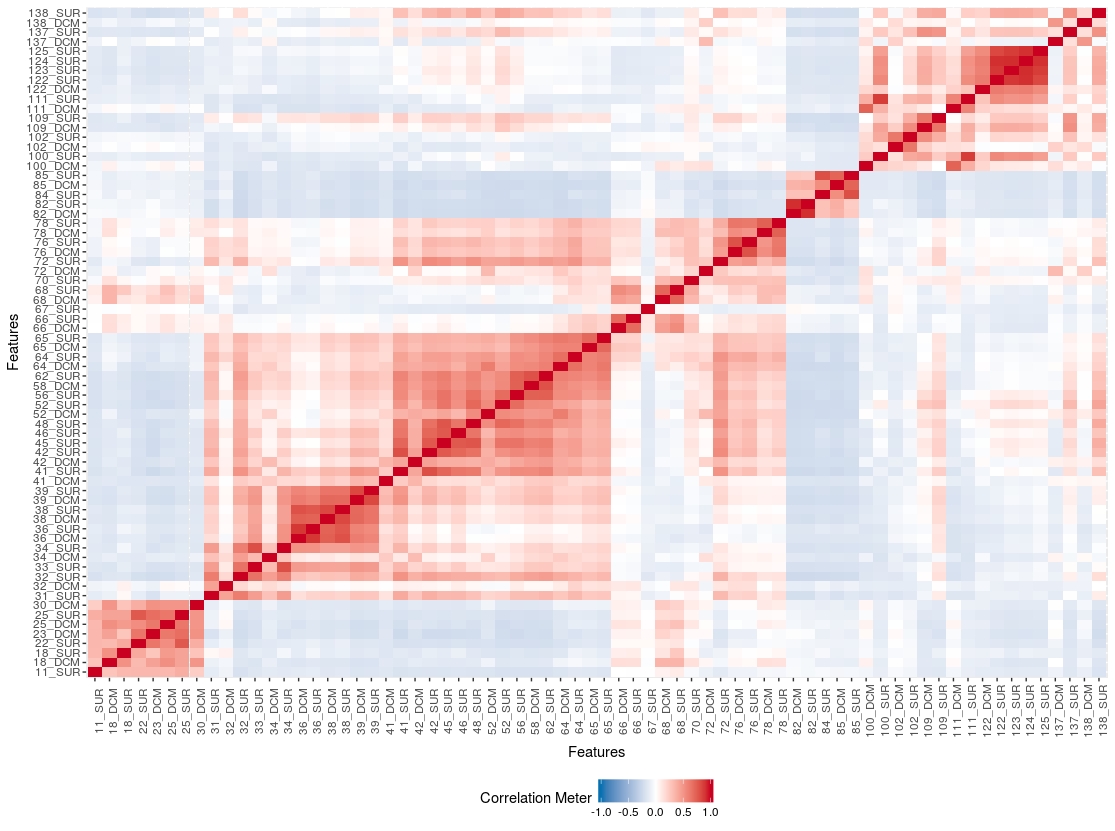 138_SUR
138_DCM
137_SUR
137_DCM
125_SUR
124_SUR
123_SUR
122_SUR
122_DCM
111_SUR
111_DCM
109_SUR
109_DCM
102_SUR
102_DCM
100_SUR
100_DCM
85_SUR
85_DCM
84_SUR
82_SUR
82_DCM
78_SUR
78_DCM
76_SUR
76_DCM
72_SUR
72_DCM
70_SUR
68_SUR
68_DCM
67_SUR
66_SUR
66_DCM
65_SUR
65_DCM
64_SUR
64_DCM
62_SUR
58_DCM
56_SUR
52_SUR
52_DCM
48_SUR
46_SUR
45_SUR
42_SUR
42_DCM
41_SUR
41_DCM
39_SUR
39_DCM
38_SUR
38_DCM
36_SUR
36_DCM
34_SUR
34_DCM
33_SUR
32_SUR
32_DCM
31_SUR
30_DCM
25_SUR
25_DCM
23_DCM
22_SUR
18_SUR
18_DCM
11_SUR
Features
11_SUR
18_DCM
18_SUR
22_SUR
23_DCM
25_DCM
25_SUR
30_DCM
31_SUR
32_DCM
32_SUR
33_SUR
34_DCM
34_SUR
36_DCM
36_SUR
38_DCM
38_SUR
39_DCM
39_SUR
41_DCM
41_SUR
42_DCM
42_SUR
45_SUR
46_SUR
48_SUR
52_DCM
52_SUR
56_SUR
58_DCM
62_SUR
64_DCM
64_SUR
65_DCM
65_SUR
66_DCM
66_SUR
67_SUR
68_DCM
68_SUR
70_SUR
72_DCM
72_SUR
76_DCM
76_SUR
78_DCM
78_SUR
82_DCM
82_SUR
84_SUR
85_DCM
85_SUR
100_DCM
100_SUR
102_DCM
102_SUR
109_DCM
109_SUR
111_DCM
111_SUR
122_DCM
122_SUR
123_SUR
124_SUR
125_SUR
137_DCM
137_SUR
138_DCM
138_SUR
Features
Correlation Meter
-1.0 -0.5 0.0 0.5 1.0